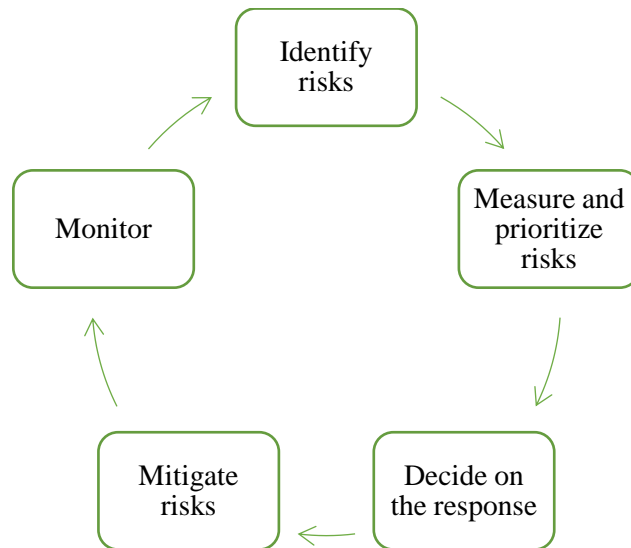 Identify
risks
Measure and
prioritize
risks
Decide on
the response
Mitigate
risks
Monitor